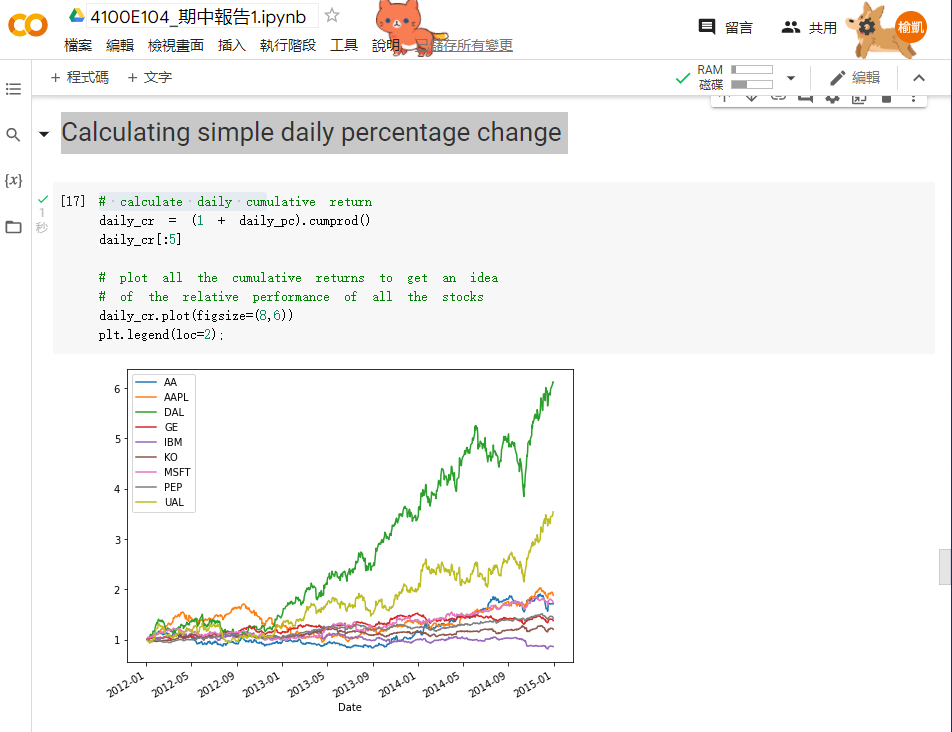 4100E104_期中報告1.ipynb
檔案 編輯 檢視畫面 插入 執行階段 工具 說明 已儲存所有變更
留言 共用 榆凱
+ 程式碼 + 文字
RAM
磁碟
編輯
Calculating simple daily percentage change
{x}
[17]
1
秒
# calculate daily cumulative return
daily_cr = (1 + daily_pc).cumprod()
daily_cr[:5]
# plot all the cumulative returns to get an idea
# of the relative performance of all the stocks
daily_cr.plot(figsize=(8,6))
plt.legend(loc=2);
AA
AAPL
DAL
GE
IBM
KO
MSFT
PEP
UAL
6
5
4
3
2
1
2012-01 2012-05 2012-09 2013-01 2013-05 2013-09 2014-01 2014-05 2014-09 2015-01
Date